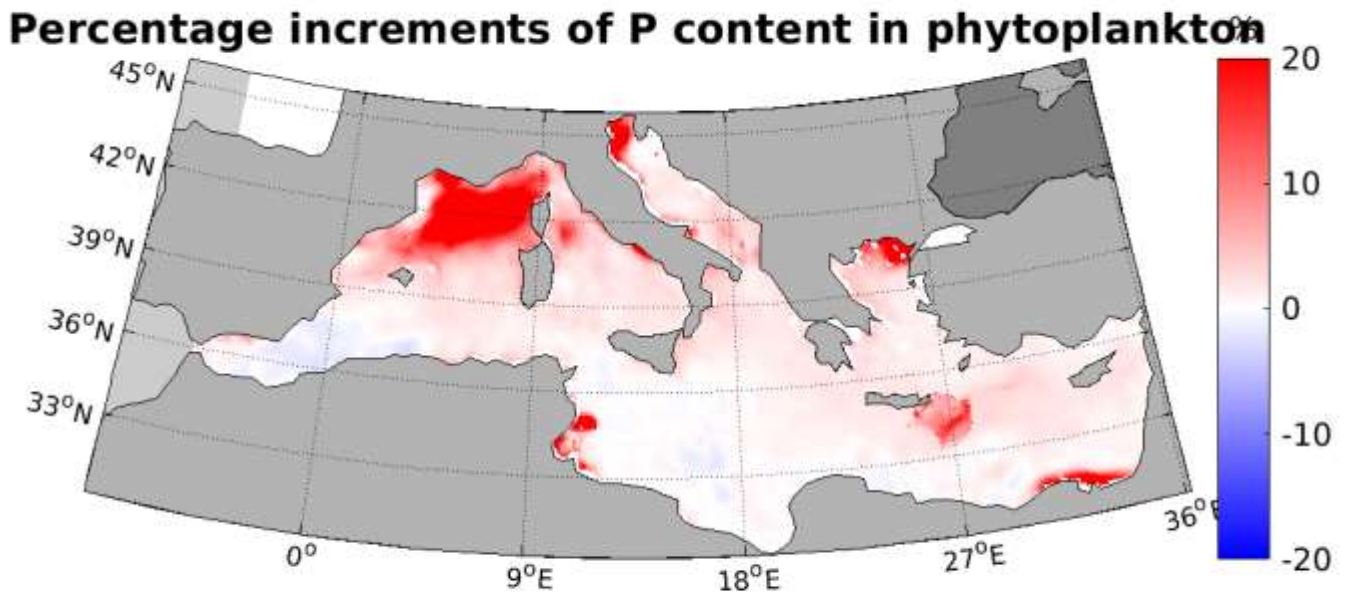 Percentage increments of P content in phytoplankton
%
45°N
42°N
39°N
36°N
33°N
0°
9°E
18°E
27°E
36°E
20
10
0
-10
-20